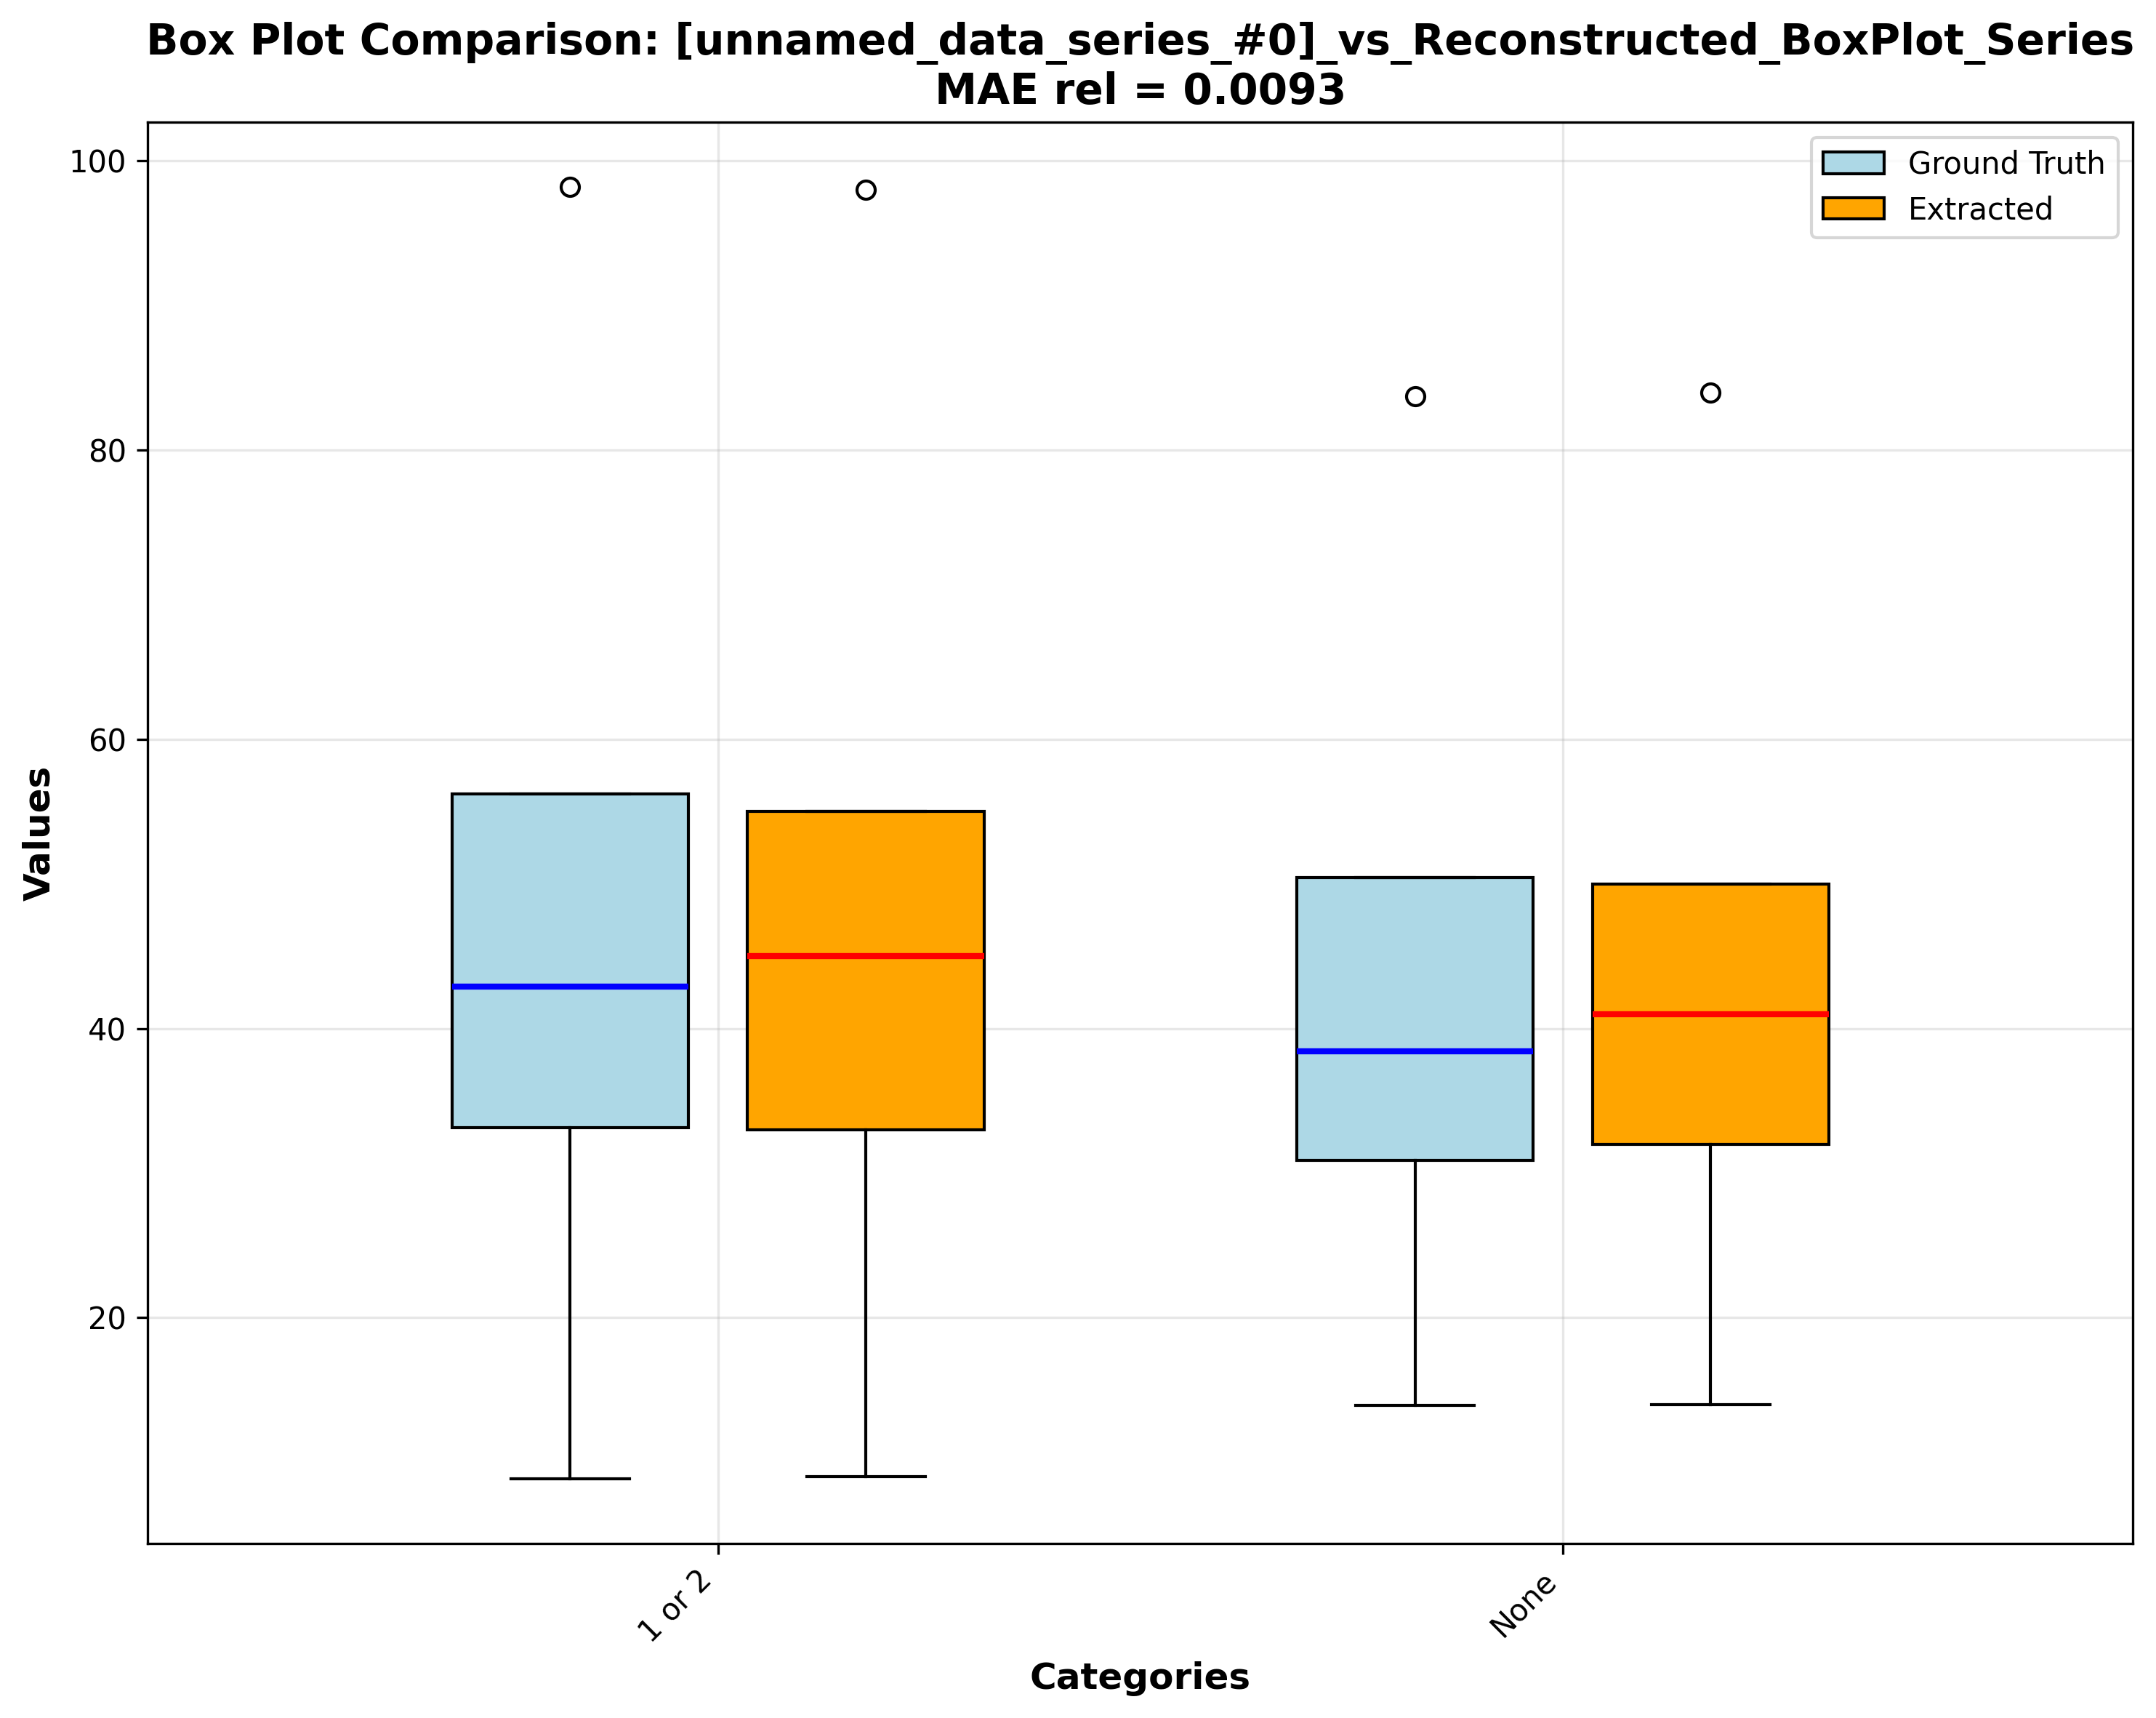 Box Plot Comparison: [unnamed_data_series_#0]_vs_Reconstructed_BoxPlot_Series
MAE rel = 0.0093
100
80
60
40
20
Values
Ground Truth
Extracted
1 or 2
None
Categories